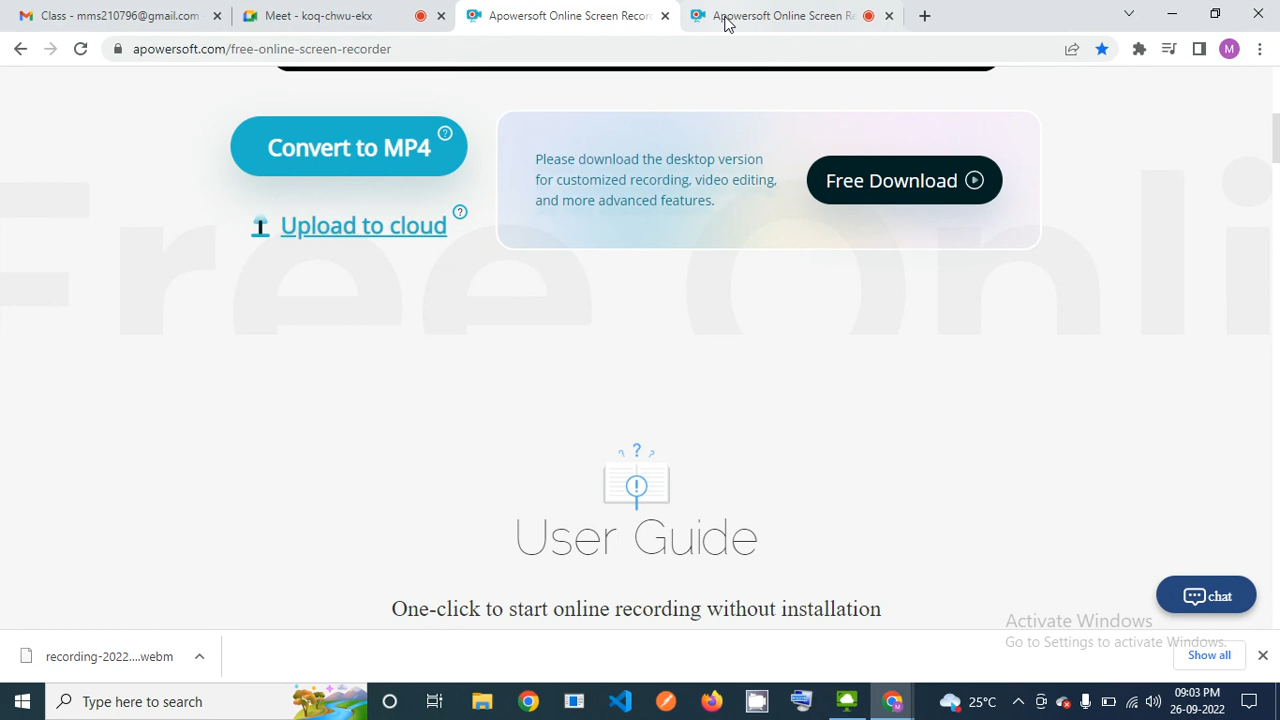 Class - mms210796@gmail.com
Meet - koq-chwu-ekx
Apowersoft Online Screen Recor
Apowersoft Online Screen Re
apowersoft.com/free-online-screen-recorder
M
Convert to MP4
?
Upload to cloud
?
Please download the desktop version
for customized recording, video editing,
and more advanced features.
Free Download
Free Onli
User Guide
One-click to start online recording without installation
chat
Activate Windows
Go to Settings to activate Windows.
recording-2022....webm
Show all
Type here to search
25°C
09:03 PM
26-09-2022